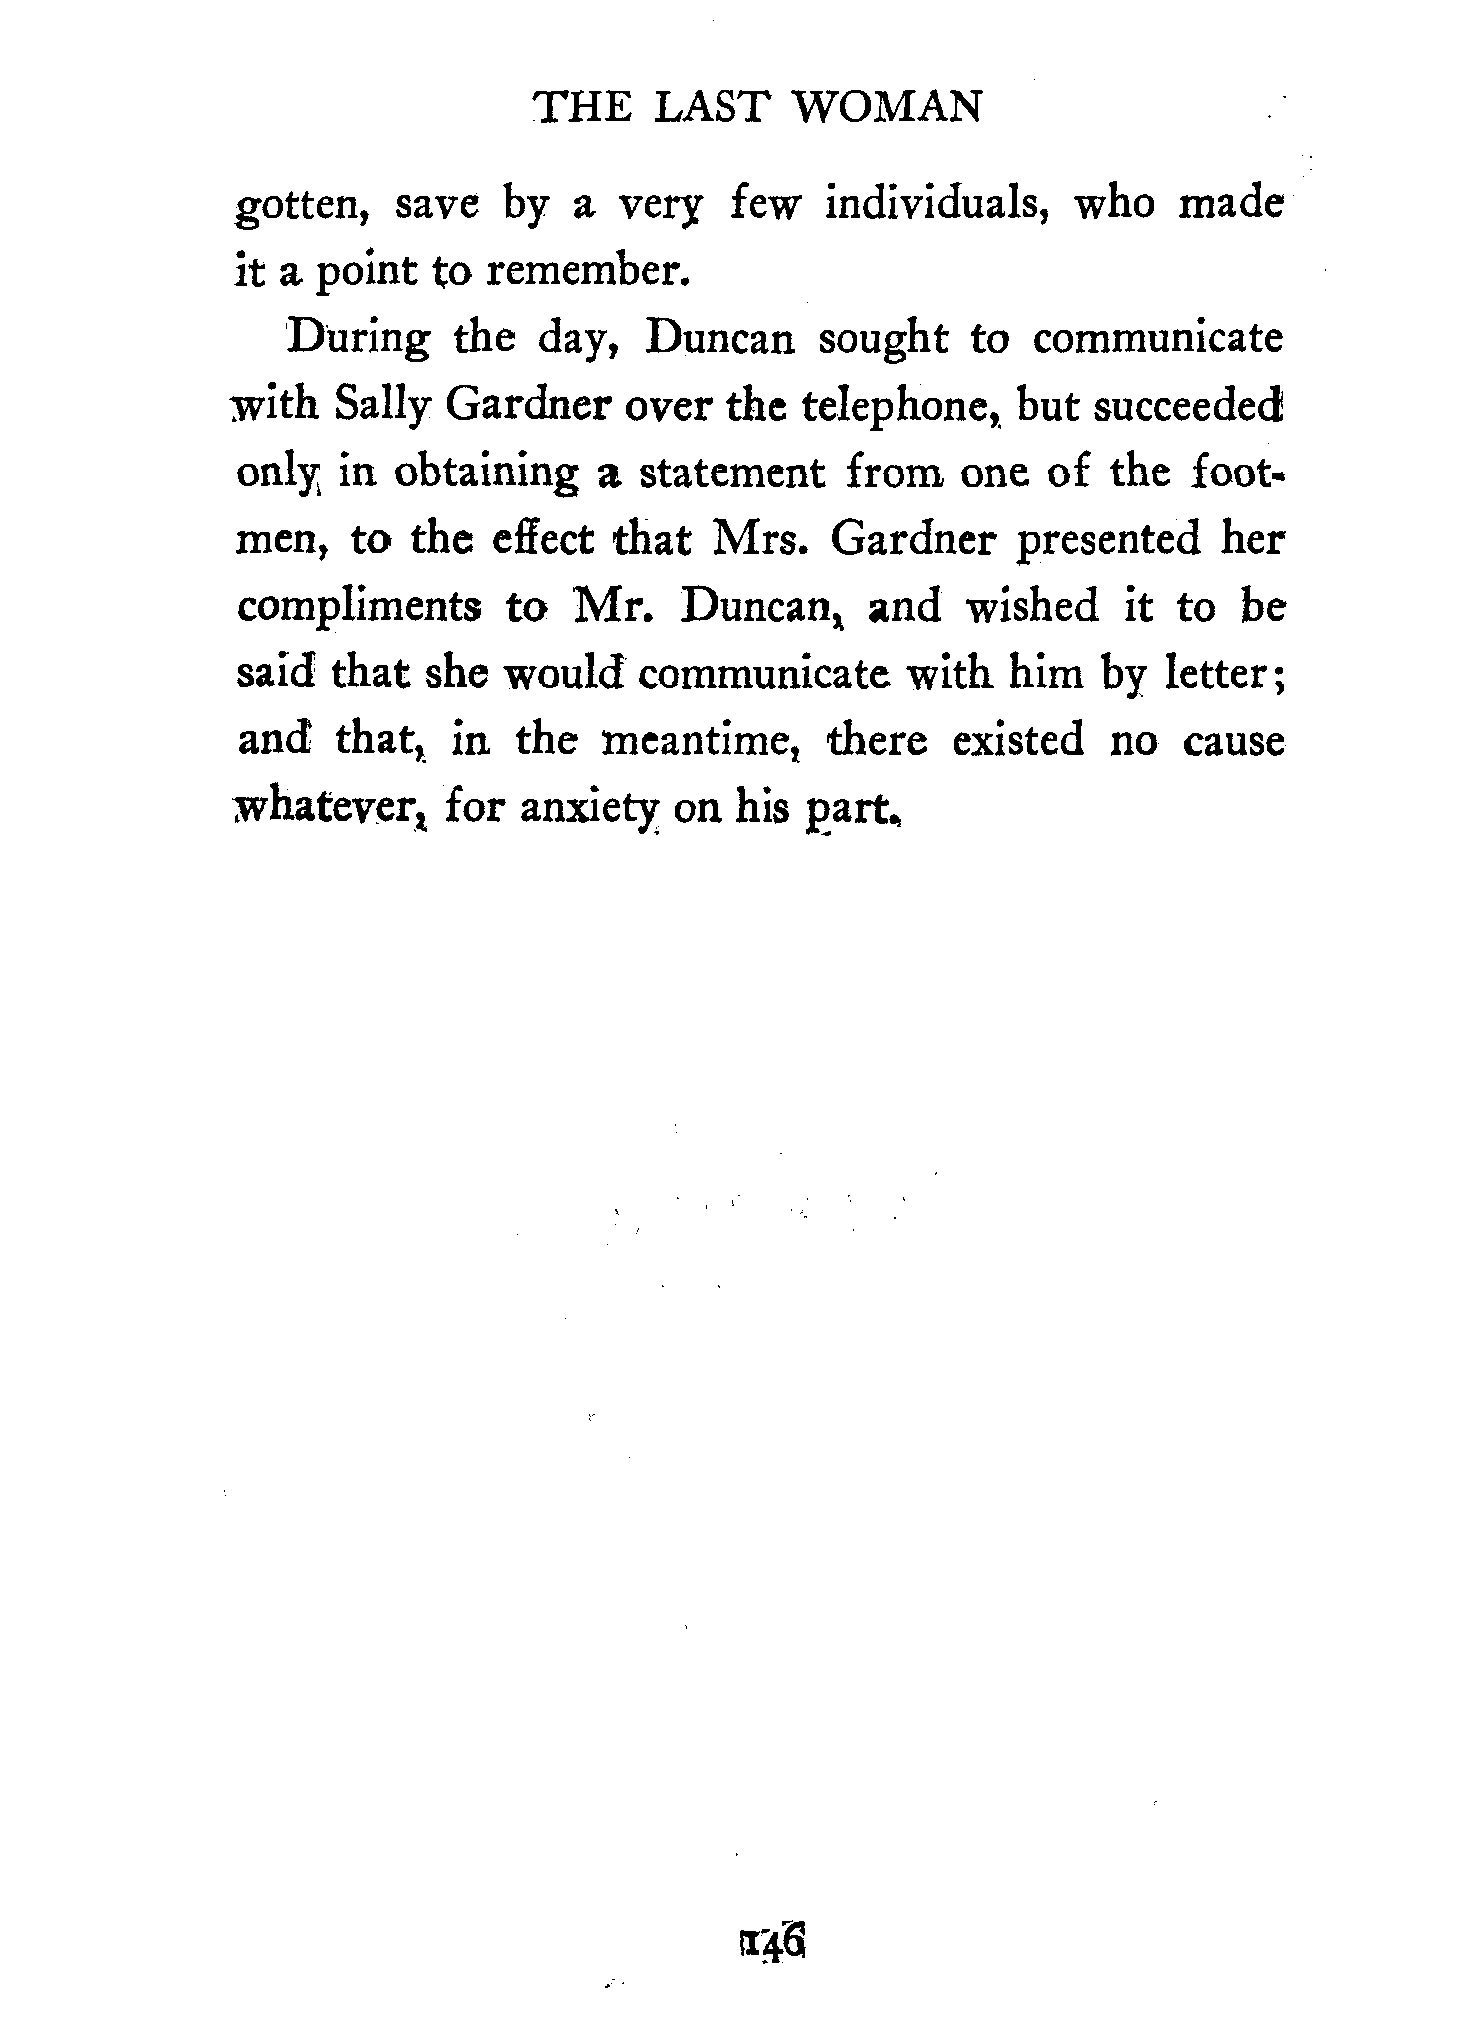 THE LAST WOMAN
gotten, save by a very few individuals, who made
it a point to remember.
During the day, Duncan sought to communicate
with Sally Gardner over the telephone, but succeeded
only in obtaining a statement from one of the foot-
men, to the effect that Mrs. Gardner presented her
compliments to Mr. Duncan, and wished it to be
said that she would communicate with him by letter;
and that, in the meantime, there existed no cause
whatever, for anxiety on his part.
146